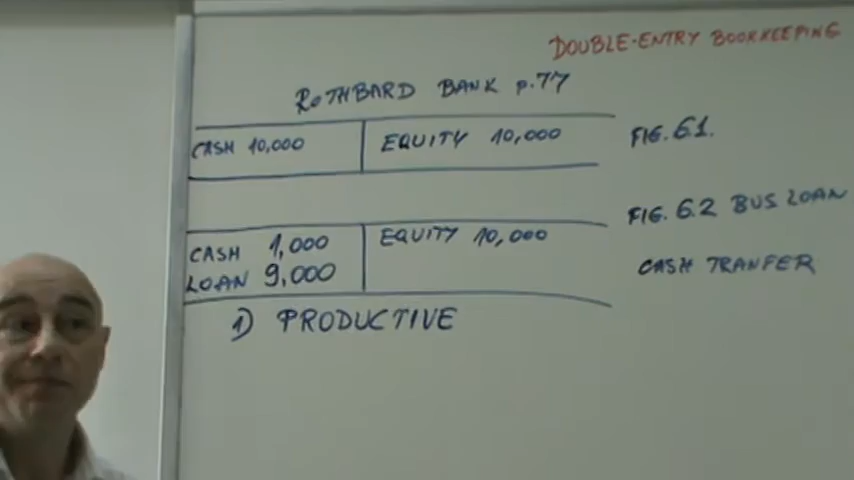 DOUBLE-ENTRY BOOKKEEPING
ROTHBARD BANK p.77
CASH 10,000 EQUITY 10,000 FIG. 6.1.
FIG. 6.2 BUS LOAN
CASH 1,000 EQUITY 10,000
LOAN 9,000 CASH TRANFER
1) PRODUCTIVE